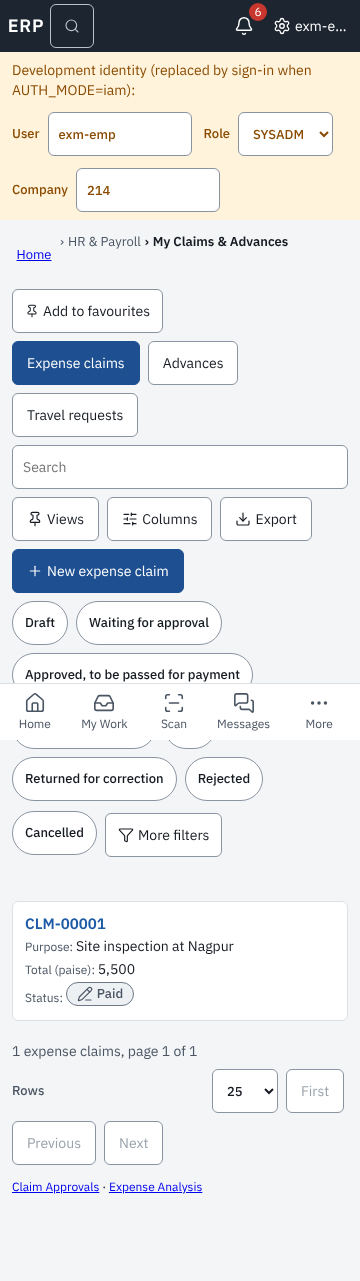 ERP
6
exm-e...
Development identity (replaced by sign-in when
AUTH_MODE=iam):
User exm-emp Role SYSADM
Company 214
Home › HR & Payroll › My Claims & Advances
Add to favourites
Expense claims Advances
Travel requests
Search
Views Columns Export
+ New expense claim
Draft Waiting for approval
Approved, to be passed for payment
Home My Work Scan Messages More
Returned for correction Rejected
Cancelled More filters
CLM-00001
Purpose: Site inspection at Nagpur
Total (paise): 5,500
Status: Paid
1 expense claims, page 1 of 1
Rows 25 First
Previous Next
Claim Approvals · Expense Analysis